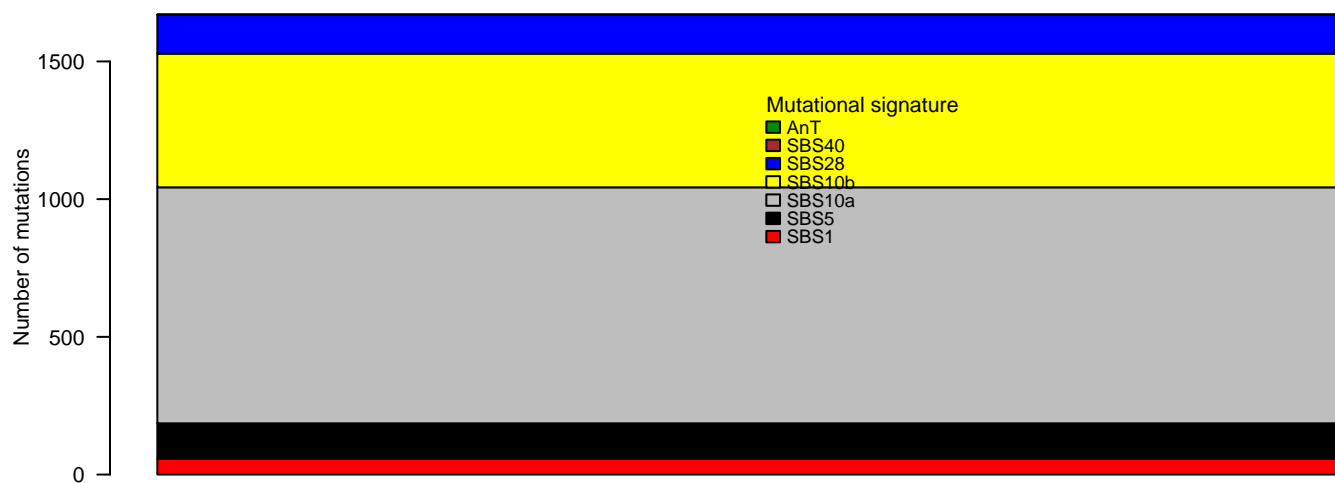 Number of mutations
1500
1000
500
0
Mutational signature
AnT
SBS40
SBS28
SBS10b
SBS10a
SBS5
SBS1